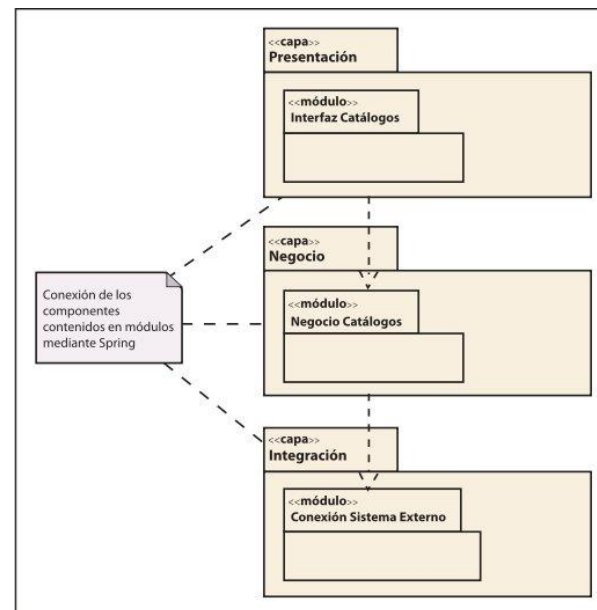 <<capa>>
Presentación
<<módulo>>
Interfaz Catálogos
<<capa>>
Negocio
<<módulo>>
Negocio Catálogos
Conexión de los
componentes
contenidos en módulos
mediante Spring
<<capa>>
Integración
<<módulo>>
Conexión Sistema Externo